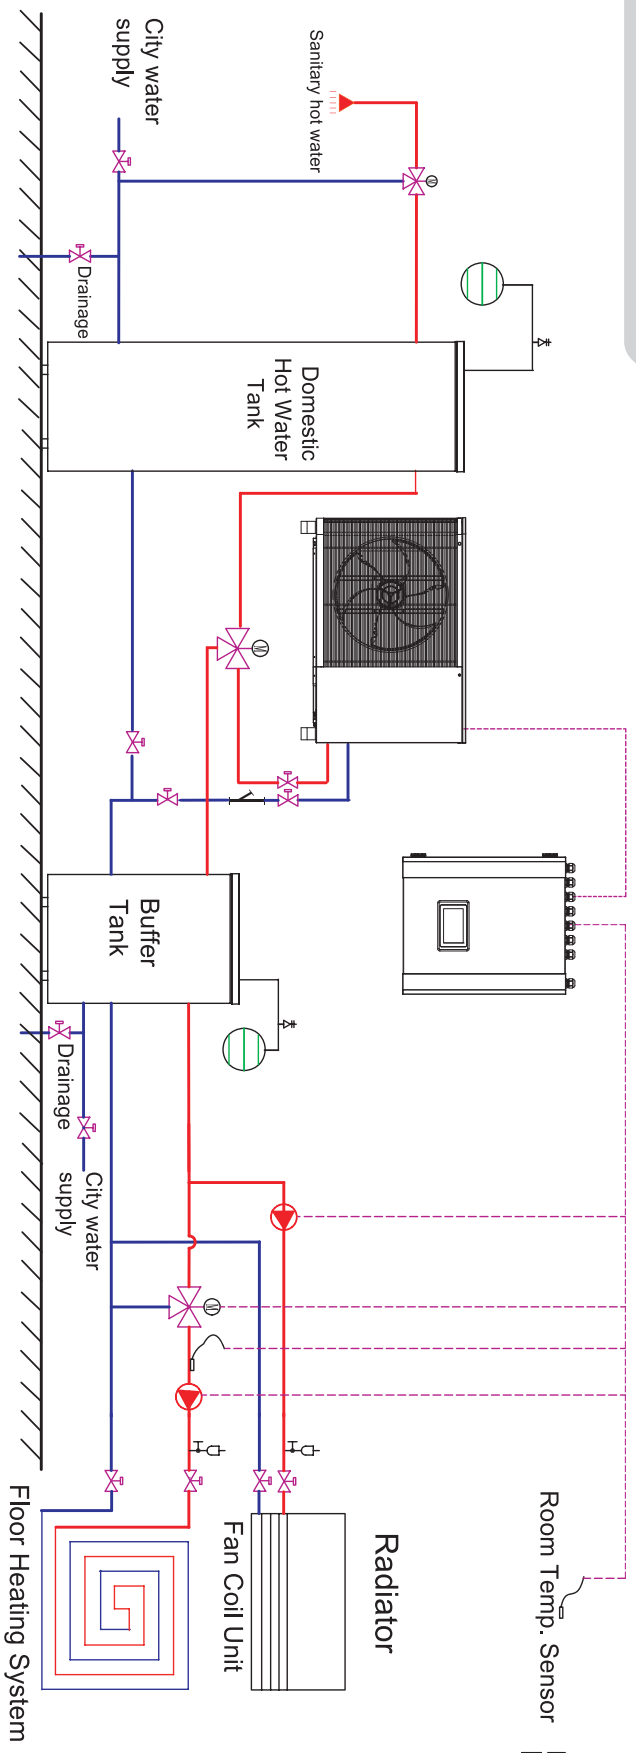 City water
supply
Sanitary hot water
Drainage
Domestic
Hot Water
Tank
M
M
Buffer
Tank
Drainage
City water
supply
M
Radiator
Fan Coil Unit
Floor Heating System
Room Temp. Sensor